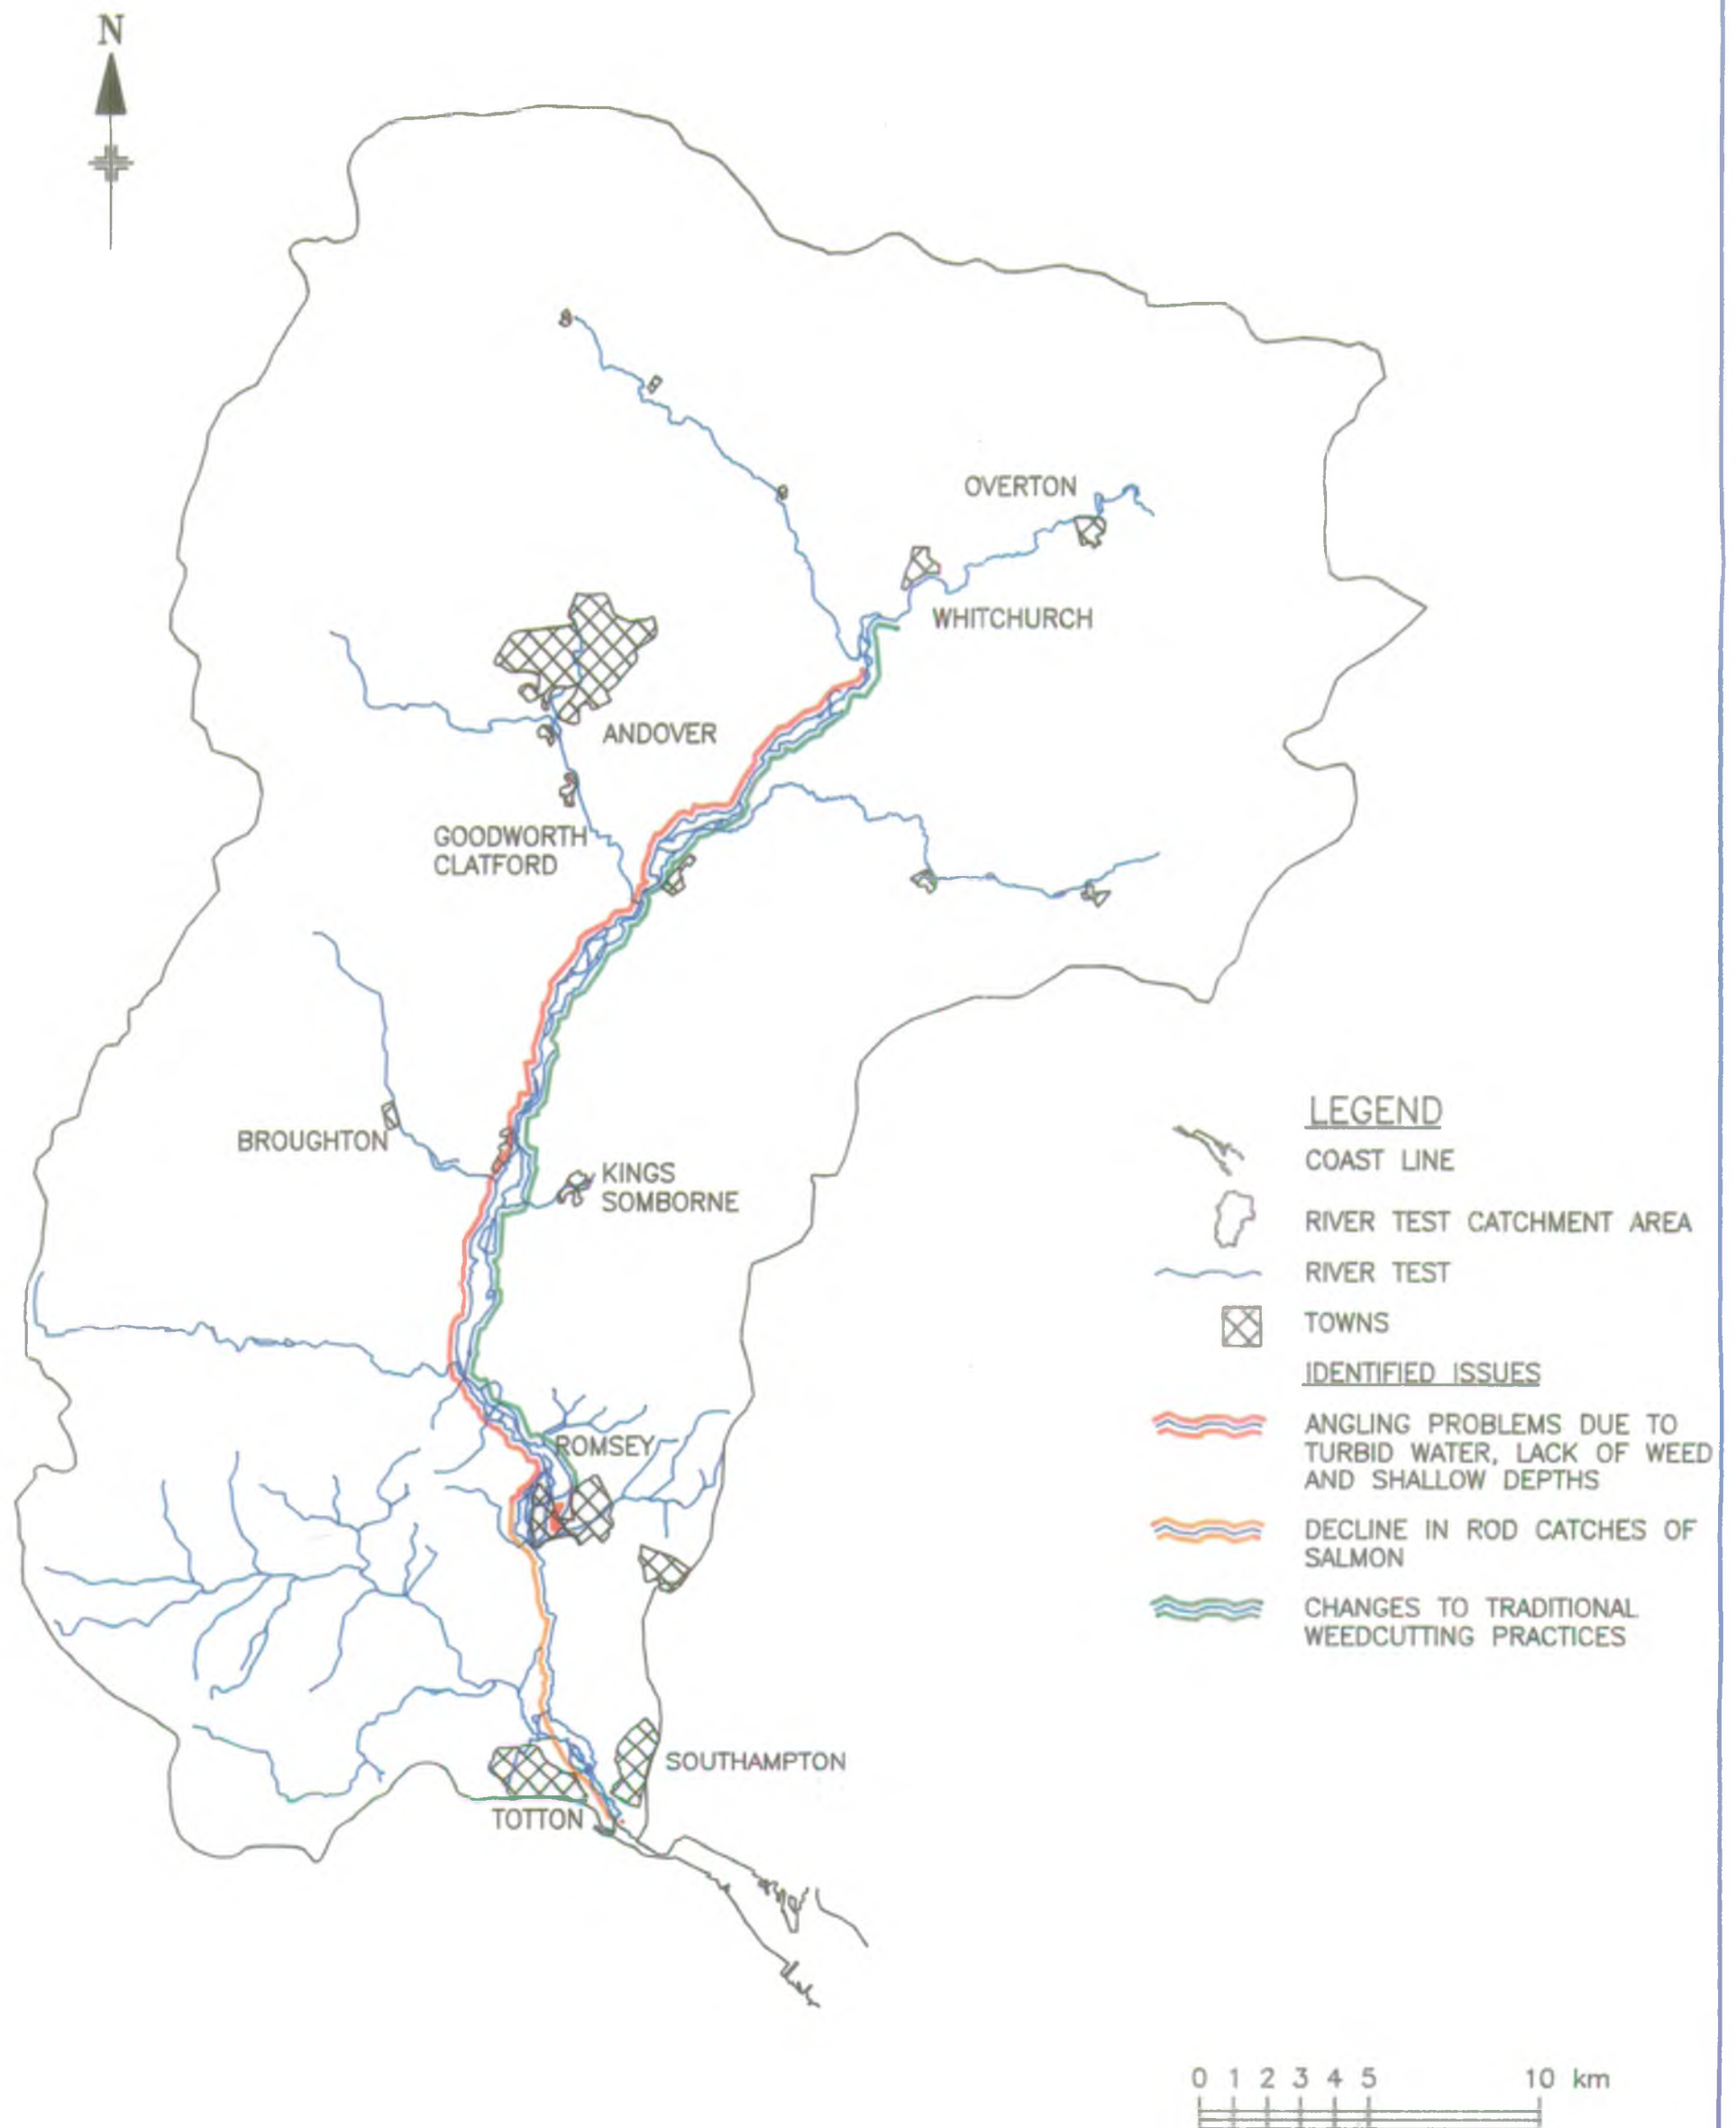 N
OVERTON
WHITCHURCH
ANDOVER
GOODWORTH
CLATFORD
BROUGHTON
KINGS
SOMBORNE
ROMSEY
SOUTHAMPTON
TOTTON
LEGEND
COAST LINE
RIVER TEST CATCHMENT AREA
RIVER TEST
TOWNS
IDENTIFIED ISSUES
ANGLING PROBLEMS DUE TO
TURBID WATER, LACK OF WEED
AND SHALLOW DEPTHS
DECLINE IN ROD CATCHES OF
SALMON
CHANGES TO TRADITIONAL
WEEDCUTTING PRACTICES
0 1 2 3 4 5 10 km